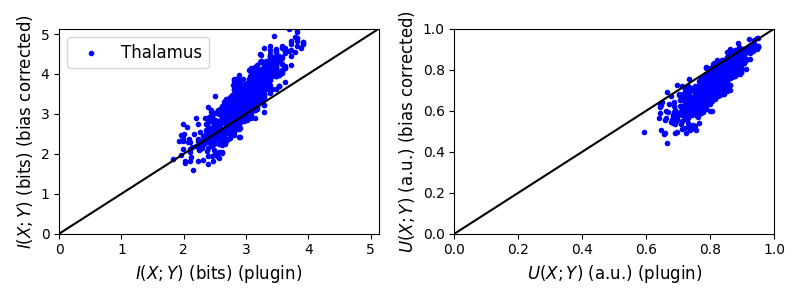 I(X; Y) (bits) (bias corrected)
5
4
3
2
1
0
Thalamus
0 1 2 3 4 5
I(X; Y) (bits) (plugin)
U(X; Y) (a.u.) (bias corrected)
1.0
0.8
0.6
0.4
0.2
0.0
0.0 0.2 0.4 0.6 0.8 1.0
U(X; Y) (a.u.) (plugin)